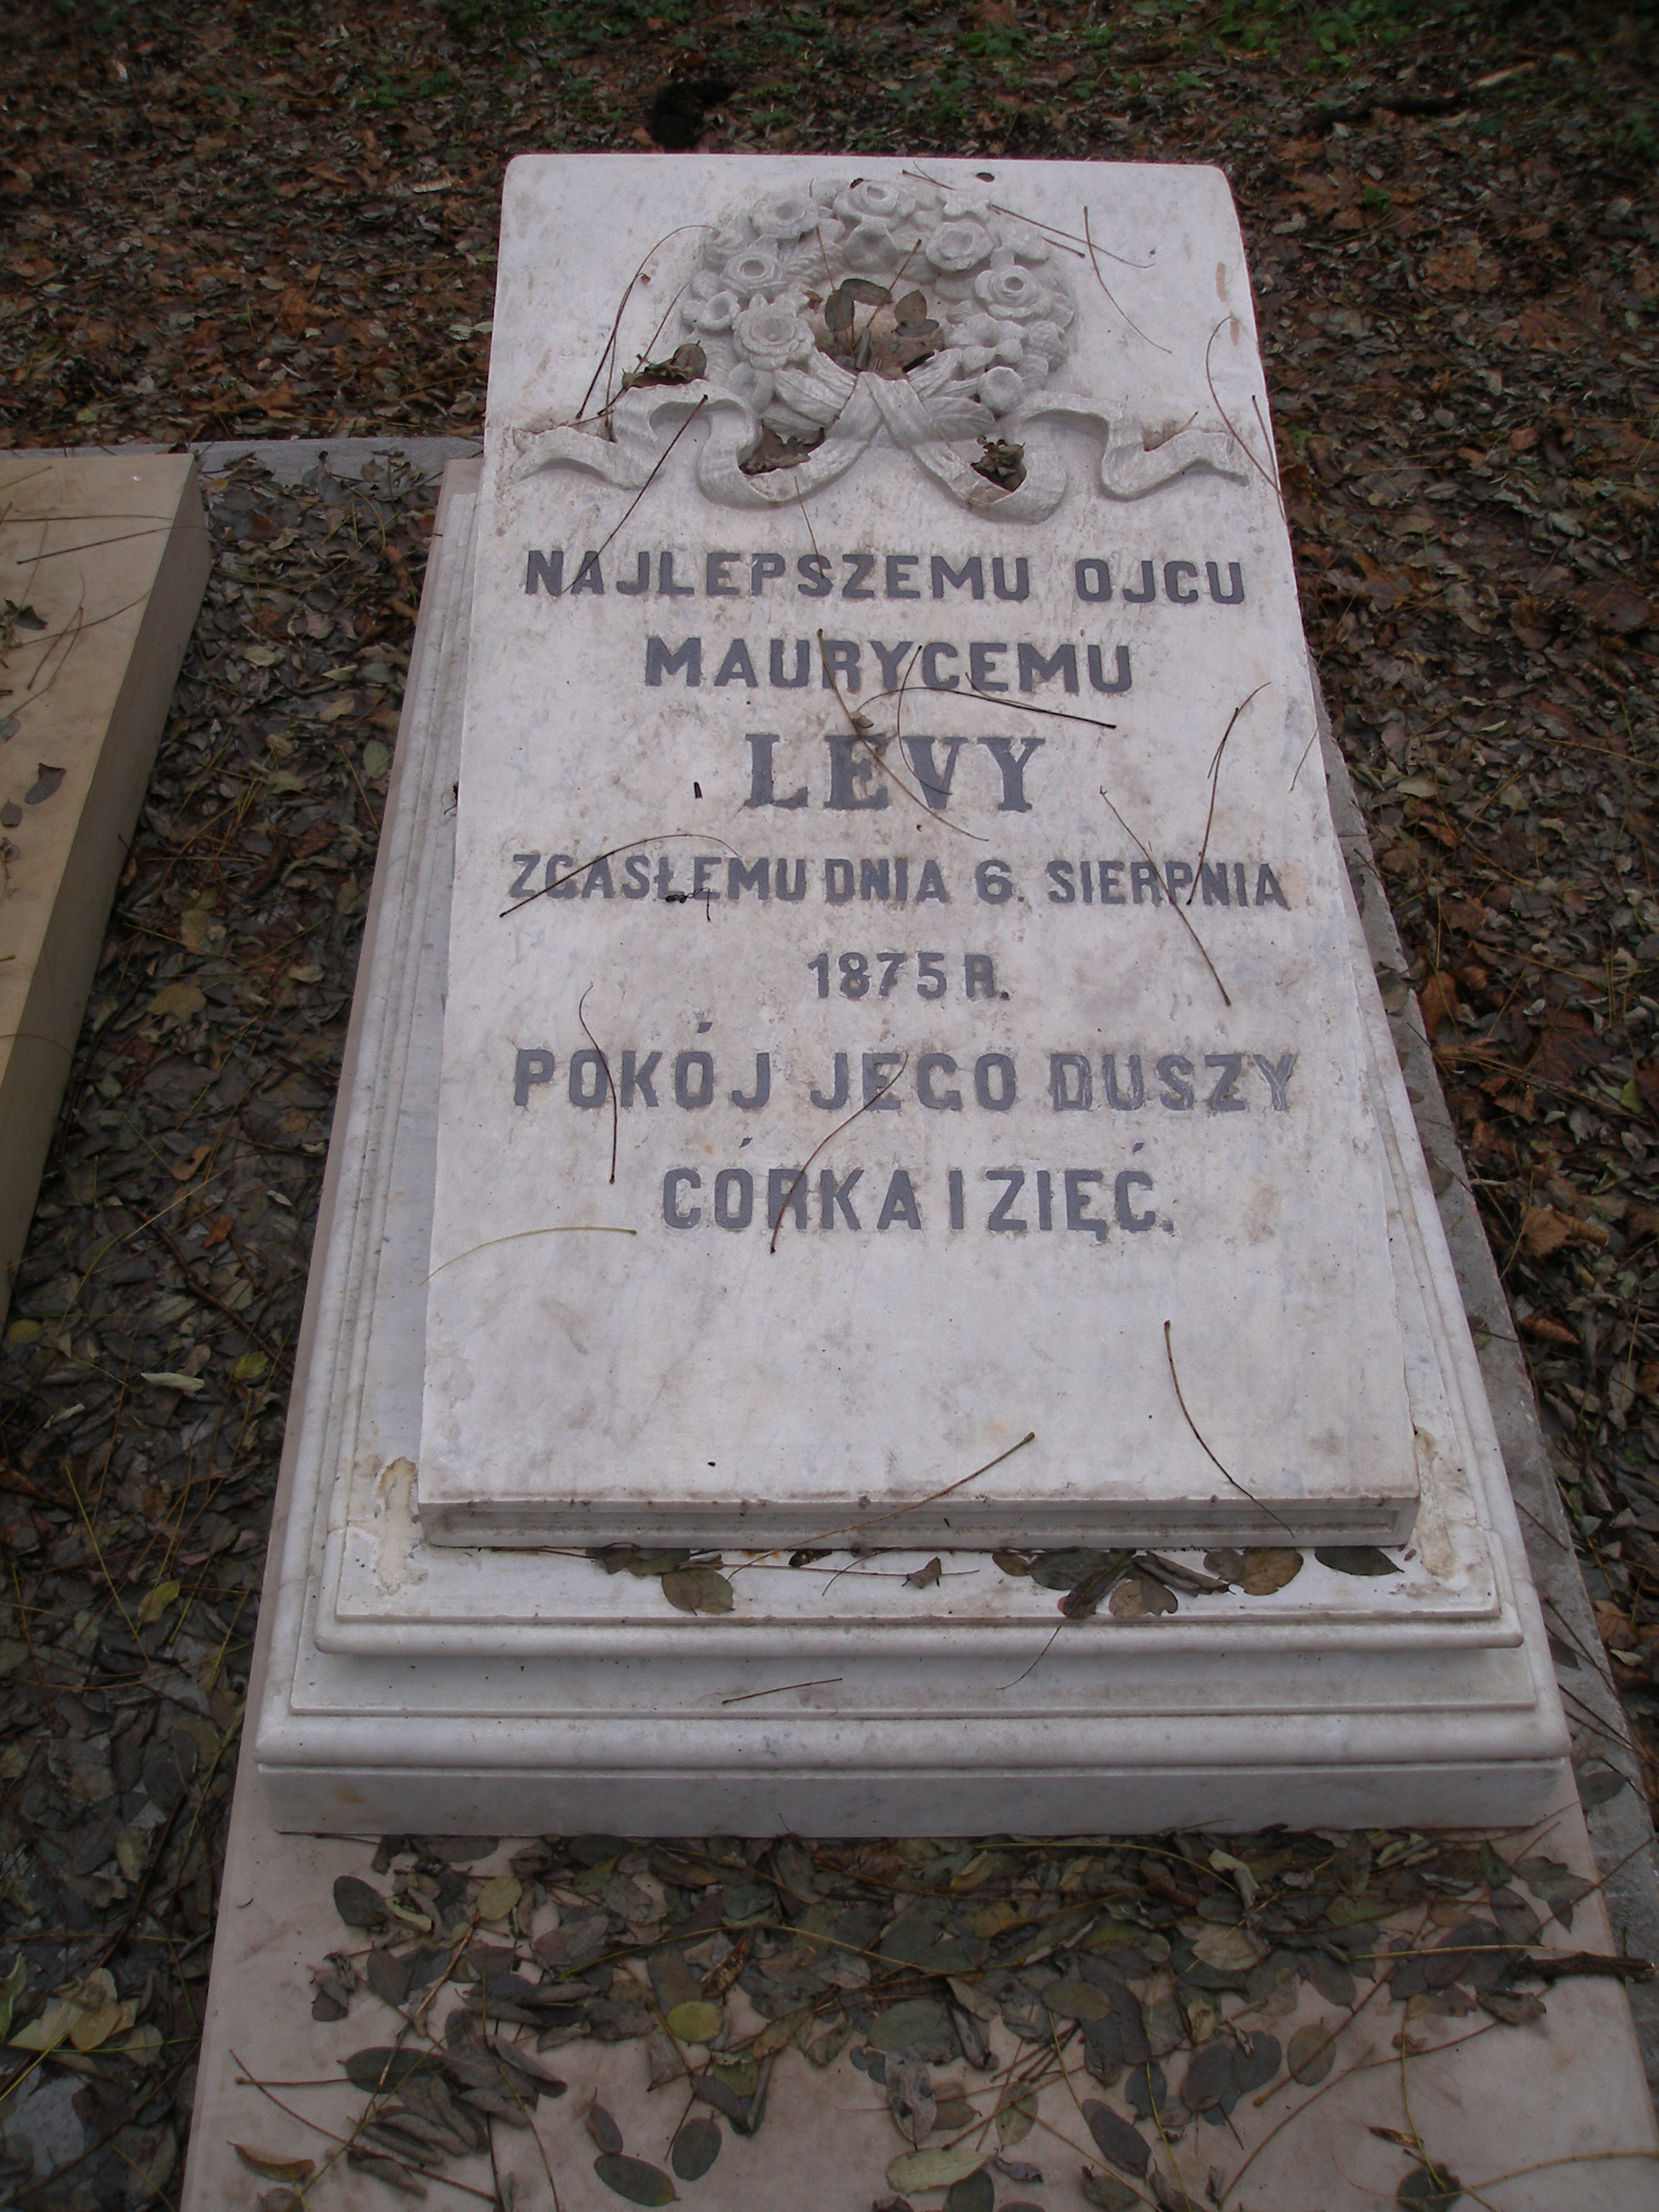 NAJLEPSZEMU OJCU
MAURYCEMU
LEVY
ZGASŁEMU DNIA 6. SIERPNIA
1875 R.
POKÓJ JEGO DUSZY
CÓRKA I ZIĘĆ.